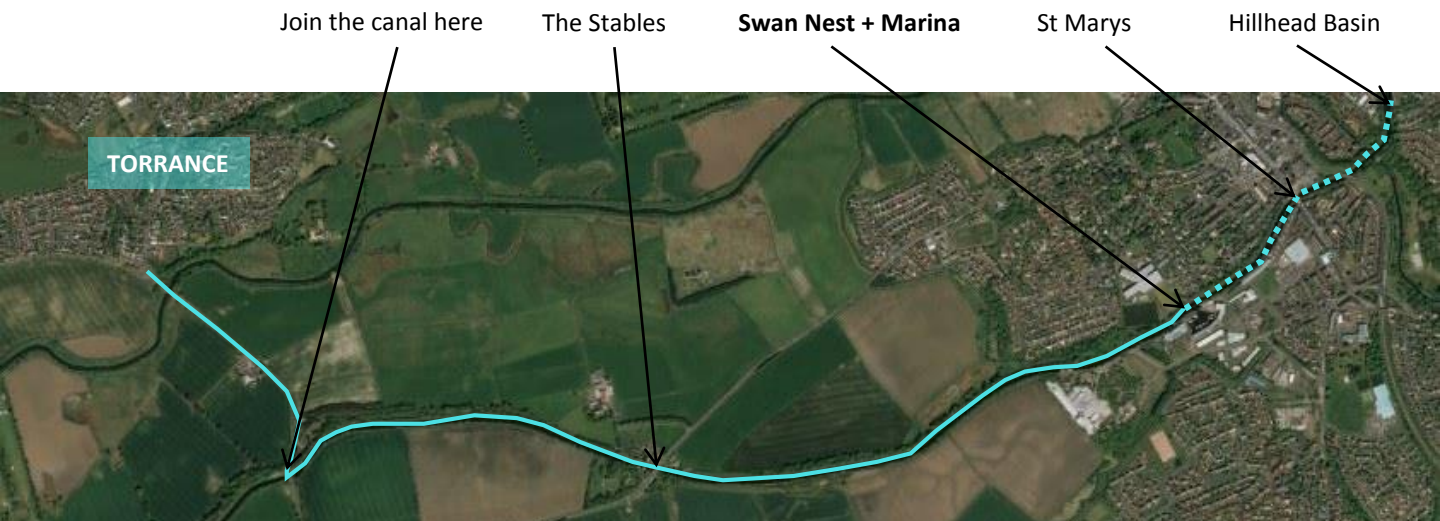 Join the canal here
The Stables
Swan Nest + Marina
St Marys
Hillhead Basin
TORRANCE